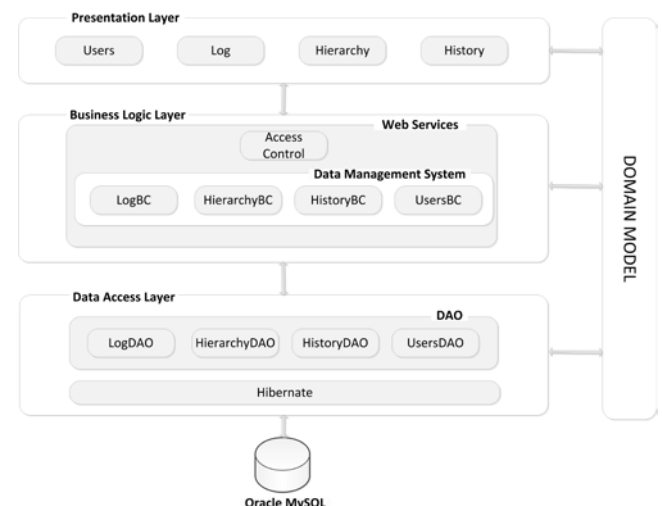 Presentation Layer
Users
Log
Hierarchy
History
Business Logic Layer
Web Services
Access
Control
Data Management System
LogBC
HierarchyBC
HistoryBC
UsersBC
DOMAIN MODEL
Data Access Layer
DAO
LogDAO
HierarchyDAO
HistoryDAO
UsersDAO
Hibernate
Oracle MySQL